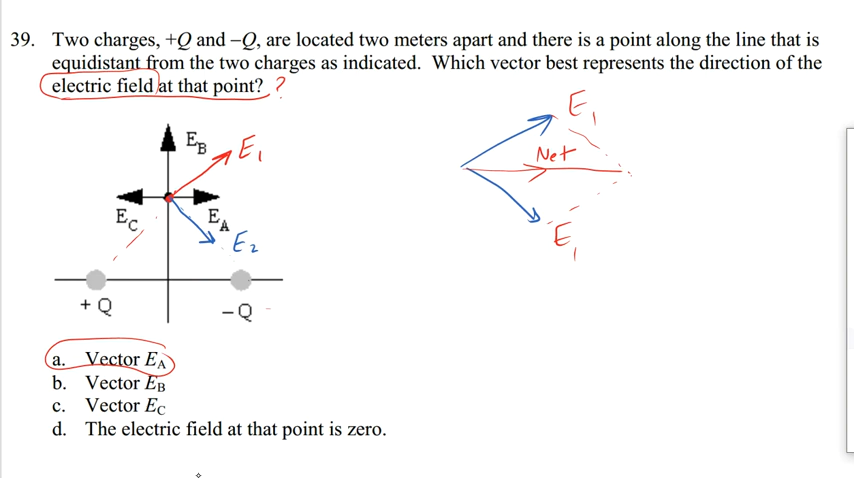 39. Two charges, +Q and −Q, are located two meters apart and there is a point along the line that is
equidistant from the two charges as indicated. Which vector best represents the direction of the
electric field at that point? ?
E₁
E_B
E₁
Net
E_C
E_A
E₂
E₁
+ Q
− Q
a. Vector E_A
b. Vector E_B
c. Vector E_C
d. The electric field at that point is zero.